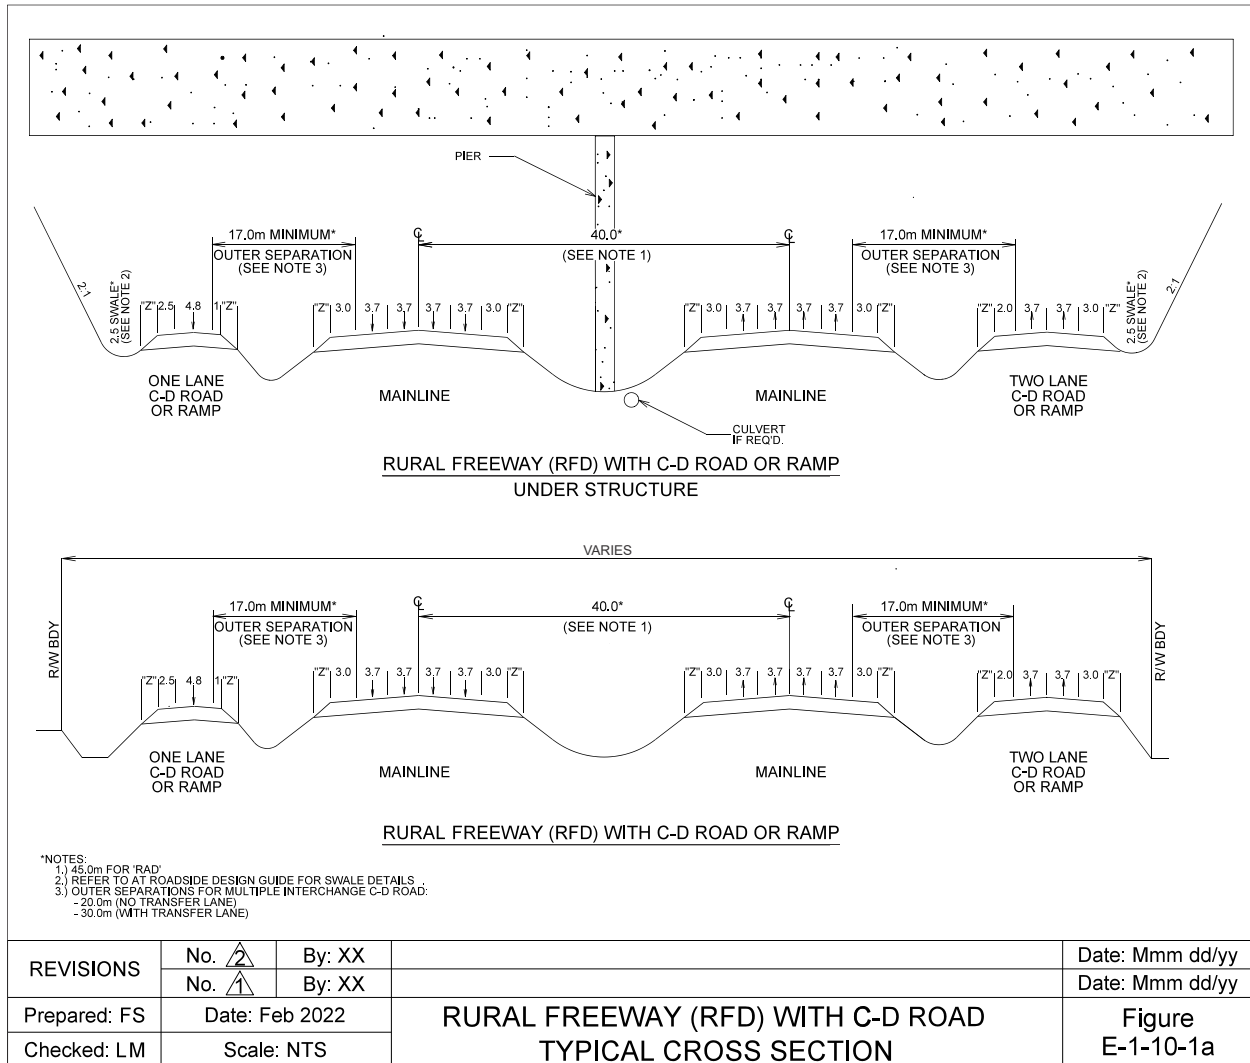 PIER
17.0m MINIMUM*
OUTER SEPARATION
(SEE NOTE 3)
℄
40.0*
(SEE NOTE 1)
℄
17.0m MINIMUM*
OUTER SEPARATION
(SEE NOTE 3)
2:1
2.5 SWALE*
(SEE NOTE 2)
"Z" 2.5 4.8 1 "Z"
"Z" 3.0 3.7 3.7 3.7 3.7 3.0 "Z"
"Z" 3.0 3.7 3.7 3.7 3.7 3.0 "Z"
"Z" 2.0 3.7 3.7 3.0 "Z"
2.5 SWALE*
(SEE NOTE 2)
2:1
ONE LANE
C-D ROAD
OR RAMP
MAINLINE
MAINLINE
TWO LANE
C-D ROAD
OR RAMP
CULVERT
IF REQ'D.
RURAL FREEWAY (RFD) WITH C-D ROAD OR RAMP
UNDER STRUCTURE
VARIES
R/W BDY
17.0m MINIMUM*
OUTER SEPARATION
(SEE NOTE 3)
℄
40.0*
(SEE NOTE 1)
℄
17.0m MINIMUM*
OUTER SEPARATION
(SEE NOTE 3)
R/W BDY
"Z" 2.5 4.8 1 "Z"
"Z" 3.0 3.7 3.7 3.7 3.7 3.0 "Z"
"Z" 3.0 3.7 3.7 3.7 3.7 3.0 "Z"
"Z" 2.0 3.7 3.7 3.0 "Z"
ONE LANE
C-D ROAD
OR RAMP
MAINLINE
MAINLINE
TWO LANE
C-D ROAD
OR RAMP
RURAL FREEWAY (RFD) WITH C-D ROAD OR RAMP
*NOTES:
1.) 45.0m FOR 'RAD'
2.) REFER TO AT ROADSIDE DESIGN GUIDE FOR SWALE DETAILS .
3.) OUTER SEPARATIONS FOR MULTIPLE INTERCHANGE C-D ROAD:
- 20.0m (NO TRANSFER LANE)
- 30.0m (WITH TRANSFER LANE)
REVISIONS
No. 2 By: XX Date: Mmm dd/yy
No. 1 By: XX Date: Mmm dd/yy
Prepared: FS Date: Feb 2022
Checked: LM Scale: NTS
RURAL FREEWAY (RFD) WITH C-D ROAD
TYPICAL CROSS SECTION
Figure
E-1-10-1a